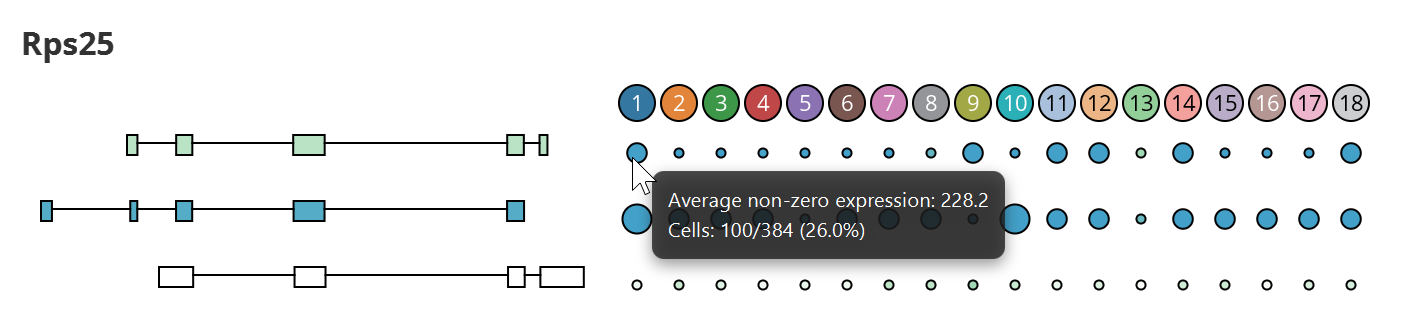 Rps25
1 2 3 4 5 6 7 8 9 10 11 12 13 14 15 16 17 18
Average non-zero expression: 228.2
Cells: 100/384 (26.0%)